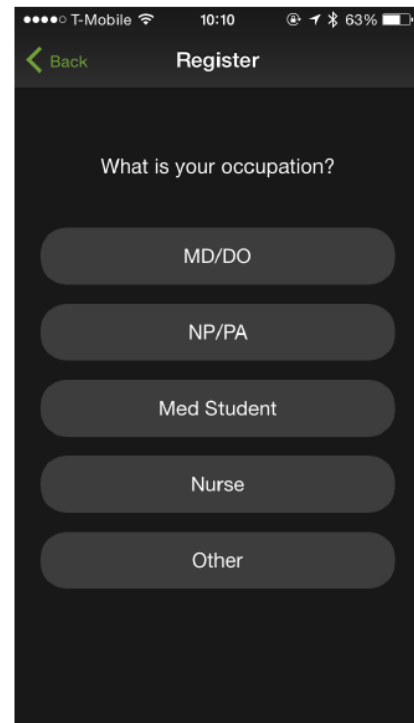 T-Mobile 10:10 63%
Back Register
What is your occupation?
MD/DO
NP/PA
Med Student
Nurse
Other